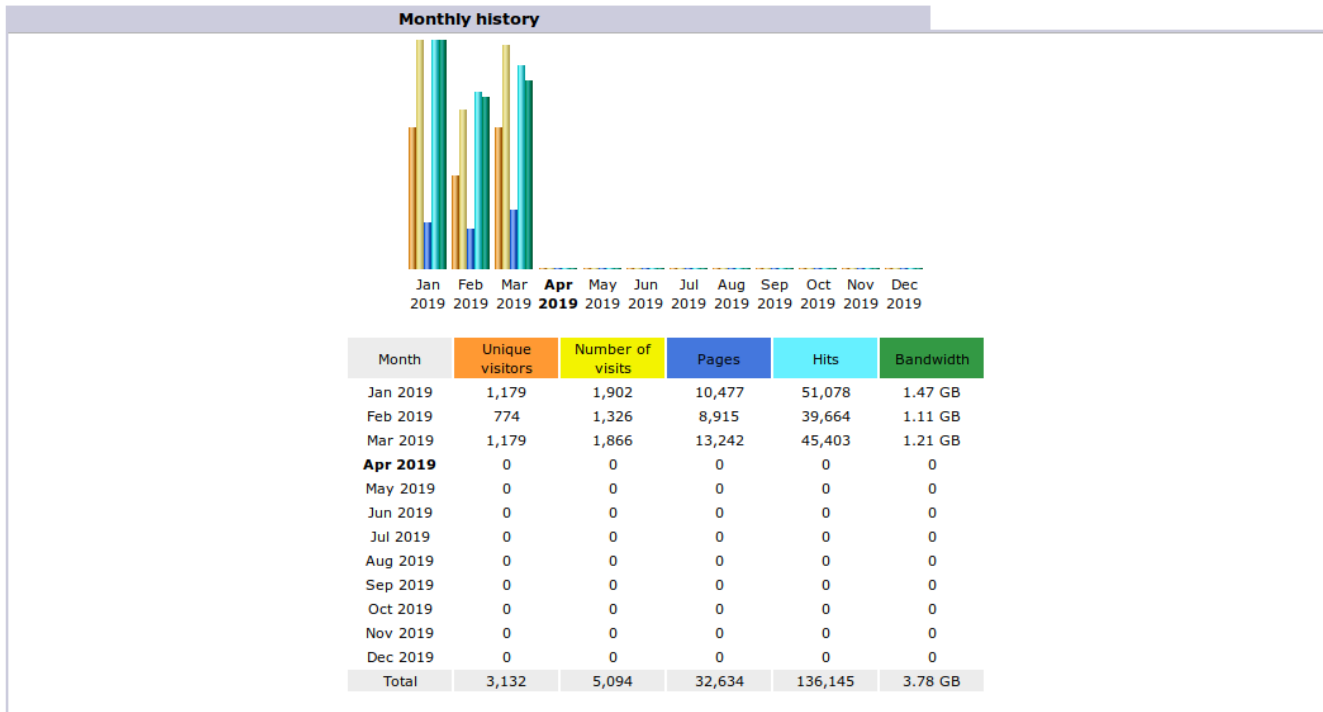 Monthly history
Jan Feb Mar Apr May Jun Jul Aug Sep Oct Nov Dec
2019 2019 2019 2019 2019 2019 2019 2019 2019 2019 2019 2019
Month Unique visitors Number of visits Pages Hits Bandwidth
Jan 2019 1,179 1,902 10,477 51,078 1.47 GB
Feb 2019 774 1,326 8,915 39,664 1.11 GB
Mar 2019 1,179 1,866 13,242 45,403 1.21 GB
Apr 2019 0 0 0 0 0
May 2019 0 0 0 0 0
Jun 2019 0 0 0 0 0
Jul 2019 0 0 0 0 0
Aug 2019 0 0 0 0 0
Sep 2019 0 0 0 0 0
Oct 2019 0 0 0 0 0
Nov 2019 0 0 0 0 0
Dec 2019 0 0 0 0 0
Total 3,132 5,094 32,634 136,145 3.78 GB